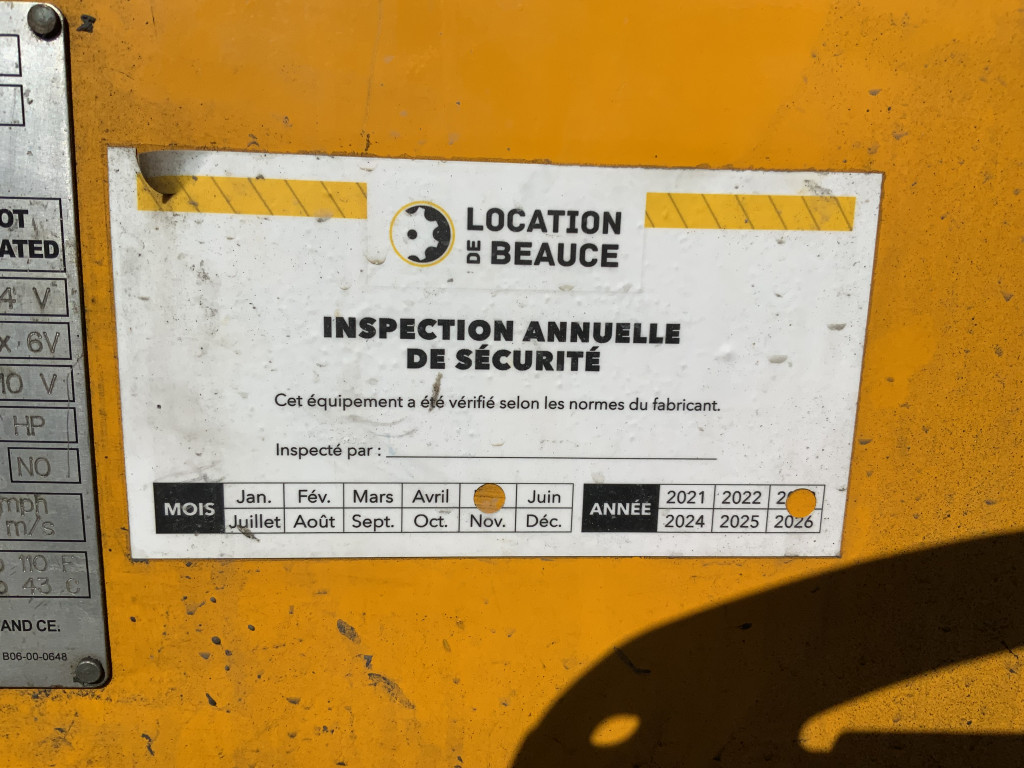 OT
ATED
4 V
x 6V
10 V
HP
NO
mph
m/s
110 F
43 C
AND CE.
B06-00-0648
LOCATION
DE BEAUCE
INSPECTION ANNUELLE
DE SÉCURITÉ
Cet équipement a été vérifié selon les normes du fabricant.
Inspecté par :
MOIS
Jan. Fév. Mars Avril Juin
Juillet Août Sept. Oct. Nov. Déc.
ANNÉE
2021 2022
2024 2025 2026